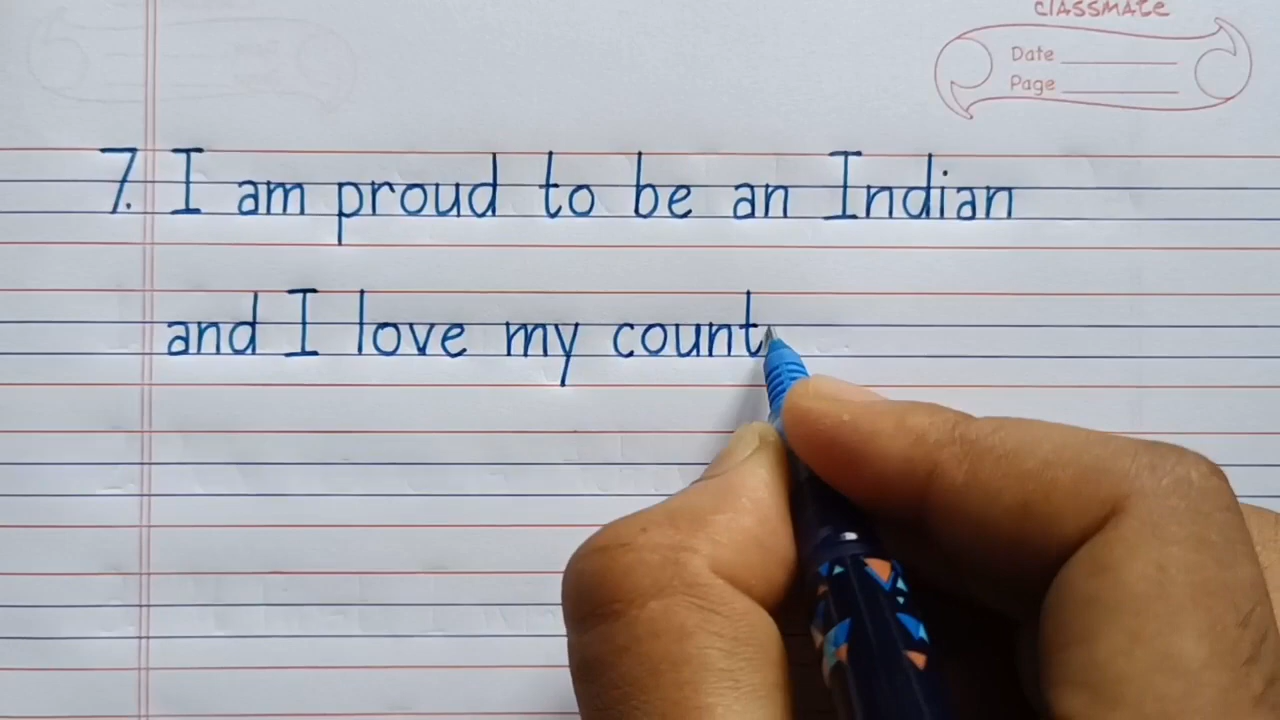 classmate
Date
Page
7. I am proud to be an Indian
and I love my count